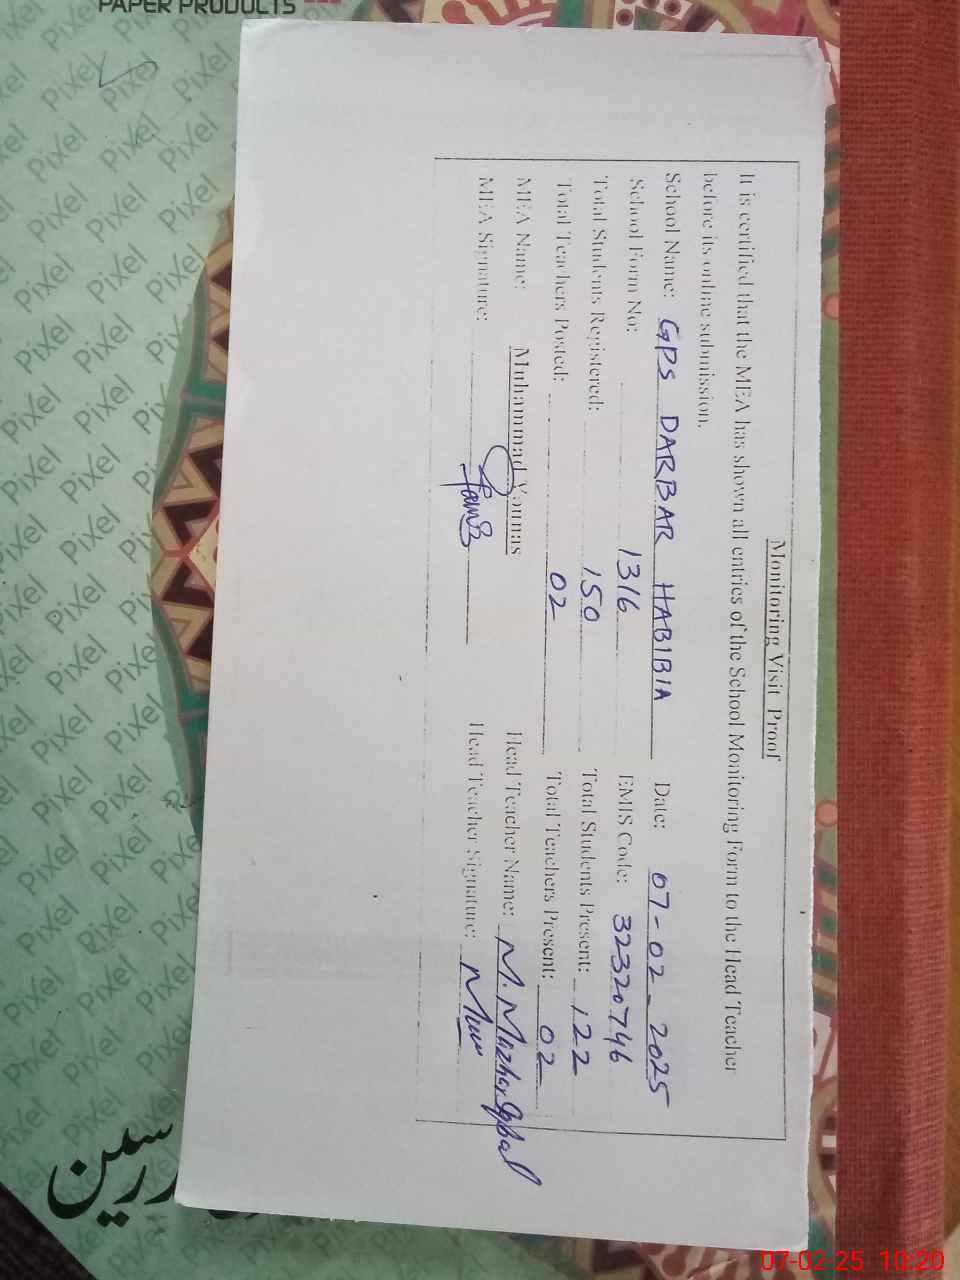 PAPER PRODUCTS
Monitoring Visit Proof
It is certified that the MEA has shown all entries of the School Monitoring Form to the Head Teacher
before its online submission.
School Name: GPS DARBAR HABIBIA Date: 07-02-2025
School Form No: 1316 EMIS Code: 32320746
Total Students Registered: 150 Total Students Present: 122
Total Teachers Posted: 02 Total Teachers Present: 02
MEA Name: Muhammad Younas Head Teacher Name: M. Mazhar Iqbal
MEA Signature: Head Teacher Signature:
Pixel
07-02-25 10:20